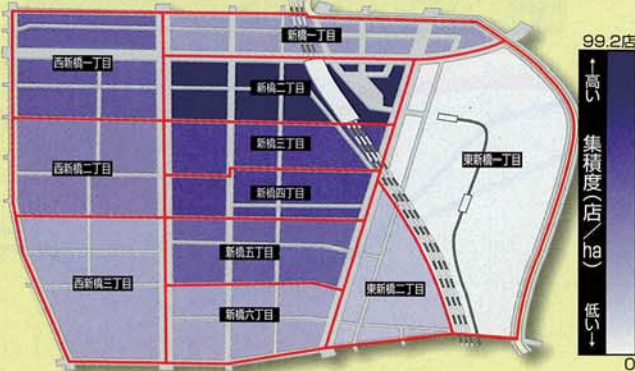 新橋一丁目
西新橋一丁目
新橋二丁目
新橋三丁目
西新橋二丁目
東新橋一丁目
新橋四丁目
新橋五丁目
西新橋三丁目
東新橋二丁目
新橋六丁目
99.2店
↑高い
集積度(店/ha)
低い↓
0